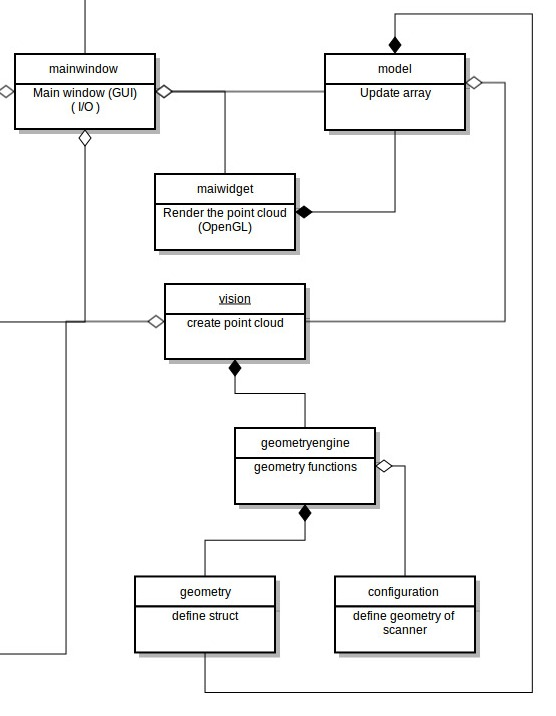 mainwindow
Main window (GUI)
( I/O )
model
Update array
maiwidget
Render the point cloud
(OpenGL)
vision
create point cloud
geometryengine
geometry functions
geometry
define struct
configuration
define geometry of
scanner